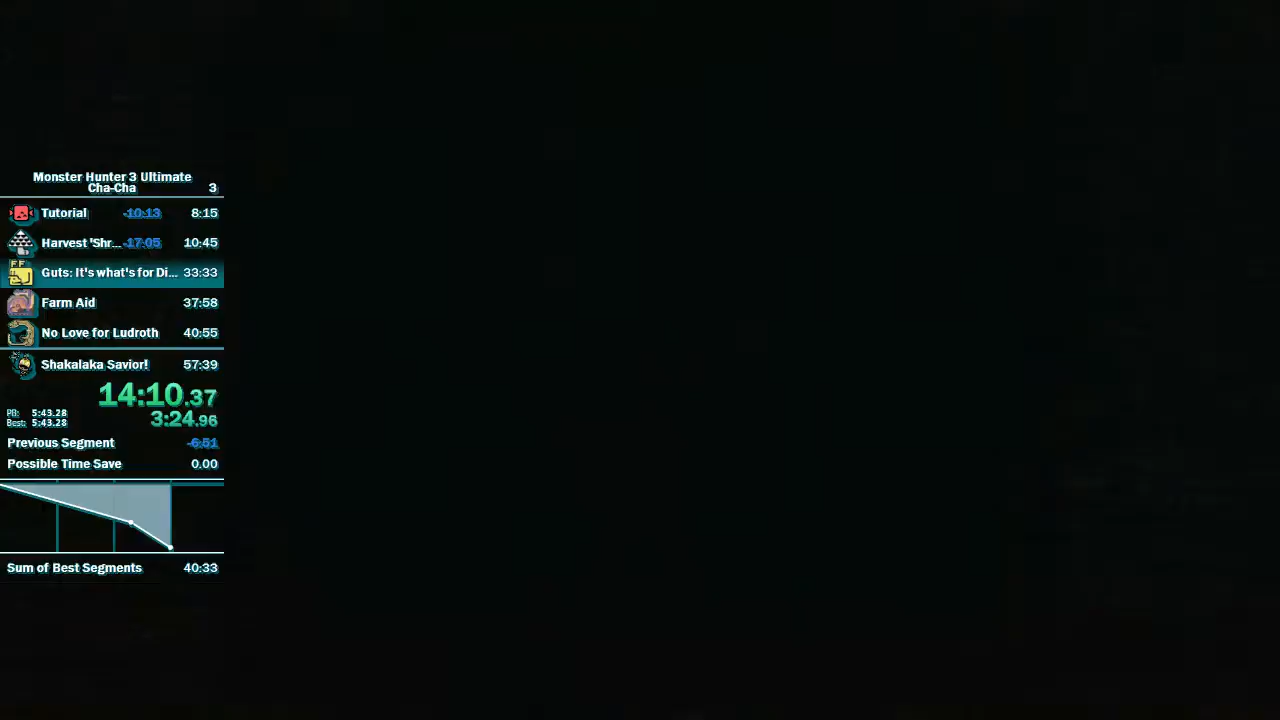 Monster Hunter 3 Ultimate
Cha-Cha 3
Tutorial -10:13 8:15
Harvest 'Shr... -17:05 10:45
Guts: It's what's for Di... 33:33
Farm Aid 37:58
No Love for Ludroth 40:55
Shakalaka Savior! 57:39
14:10.37
PB: 5:43.28
Best: 5:43.28
3:24.96
Previous Segment -6:51
Possible Time Save 0.00
Sum of Best Segments 40:33